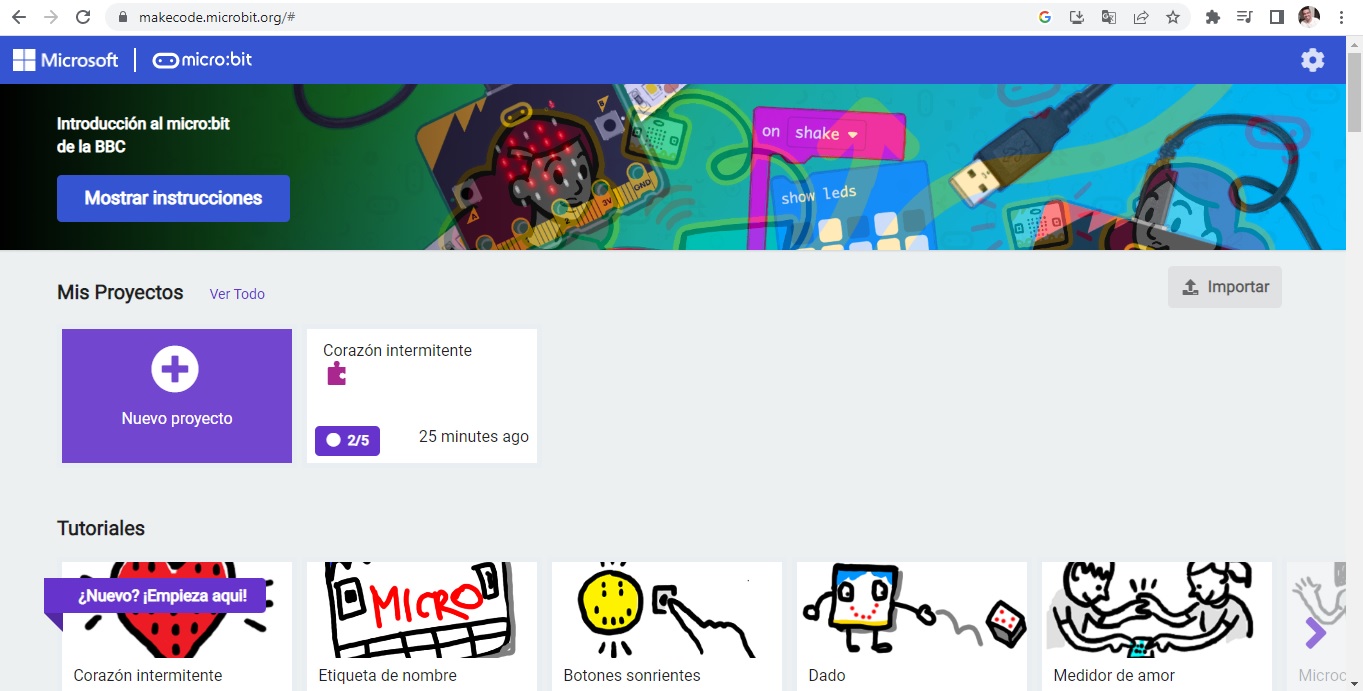 makecode.microbit.org/#
Microsoft
micro:bit
Introducción al micro:bit
de la BBC
Mostrar instrucciones
A
2
3V
GND
on shake
show leds
Mis Proyectos
Ver Todo
Importar
Nuevo proyecto
Corazón intermitente
2/5
25 minutes ago
Tutoriales
¿Nuevo? ¡Empieza aqui!
MICRO
Corazón intermitente
Etiqueta de nombre
Botones sonrientes
Dado
Medidor de amor
Microc